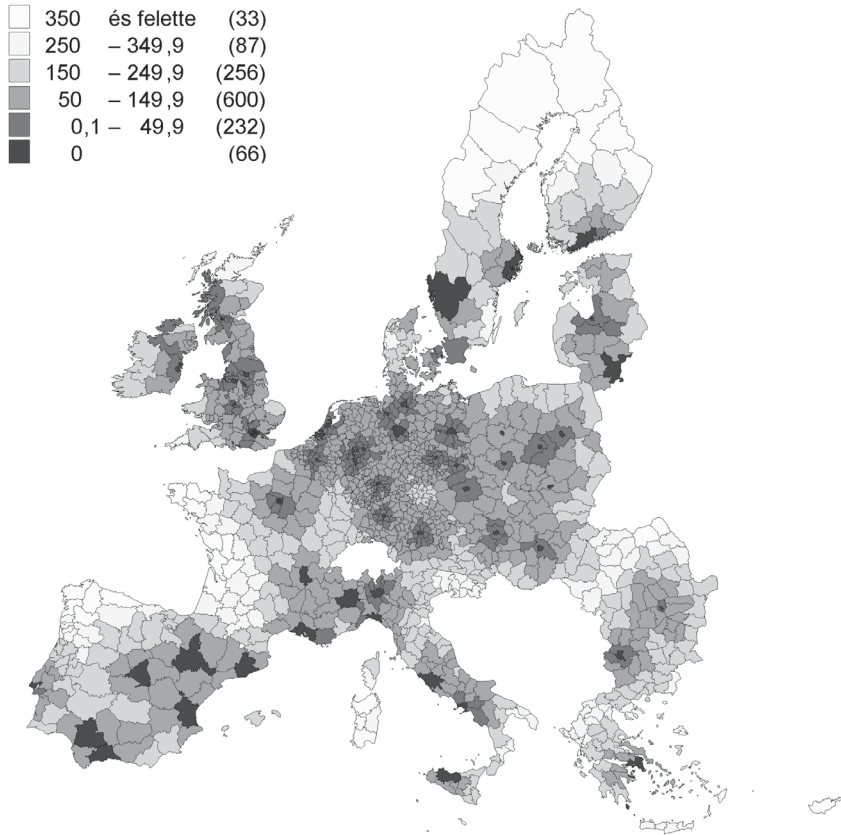 350 és felette (33)
250 – 349,9 (87)
150 – 249,9 (256)
50 – 149,9 (600)
0,1 – 49,9 (232)
0 (66)